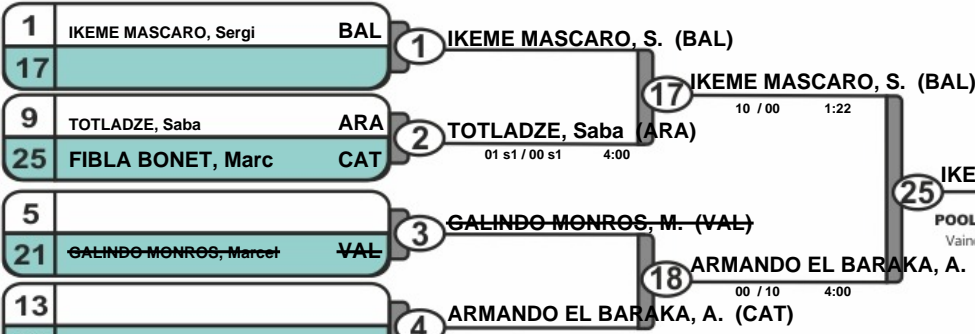 1 IKEME MASCARO, Sergi BAL
17
1 IKEME MASCARO, S. (BAL)
17 IKEME MASCARO, S. (BAL)
10 / 00 1:22
9 TOTLADZE, Saba ARA
25 FIBLA BONET, Marc CAT
2 TOTLADZE, Saba (ARA)
01 s1 / 00 s1 4:00
25 IKE
POOL
Vain
5
21 GALINDO MONROS, Marcel VAL
3 GALINDO MONROS, M. (VAL)
18 ARMANDO EL BARAKA, A.
00 / 10 4:00
13
4 ARMANDO EL BARAKA, A. (CAT)